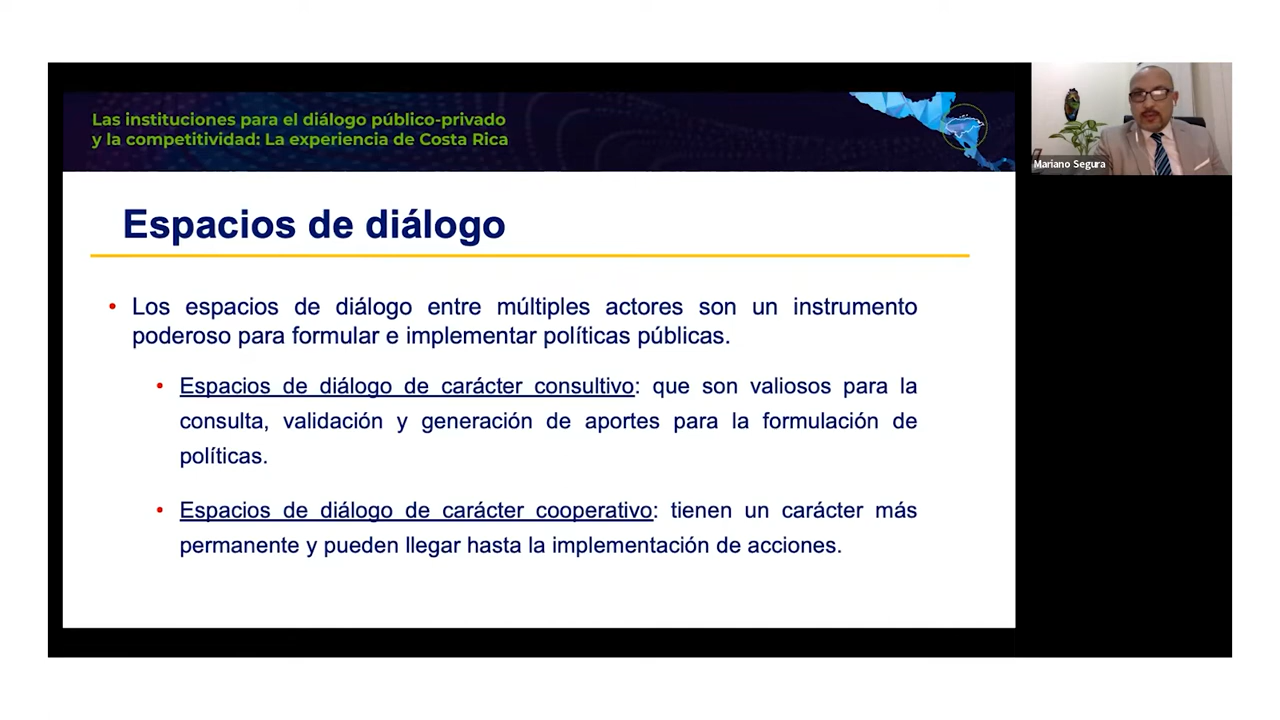 Las instituciones para el diálogo público-privado
y la competitividad: La experiencia de Costa Rica
Mariano Segura
Espacios de diálogo
• Los espacios de diálogo entre múltiples actores son un instrumento
poderoso para formular e implementar políticas públicas.
• Espacios de diálogo de carácter consultivo: que son valiosos para la
consulta, validación y generación de aportes para la formulación de
políticas.
• Espacios de diálogo de carácter cooperativo: tienen un carácter más
permanente y pueden llegar hasta la implementación de acciones.